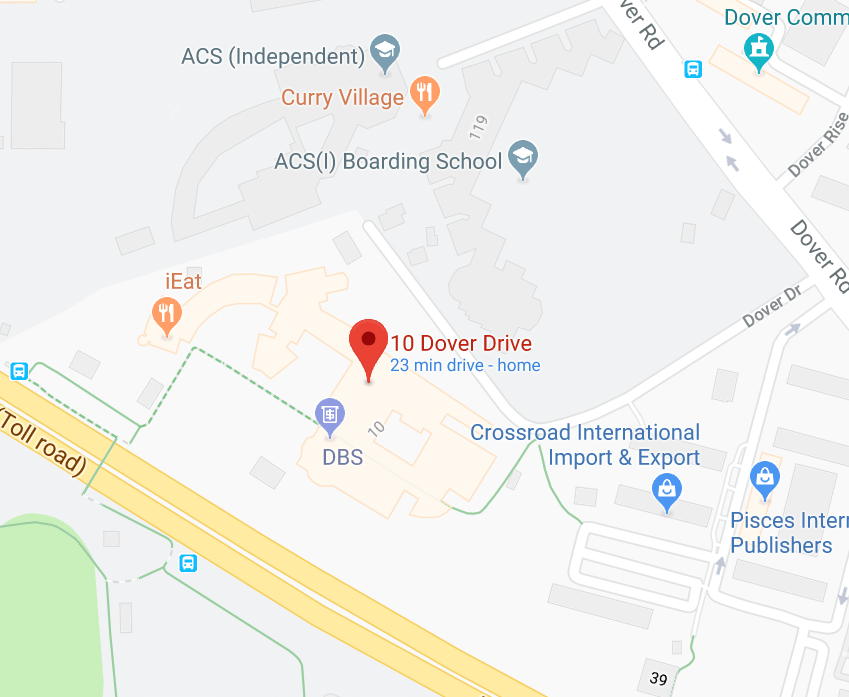 ver Rd
Dover Comm
ACS (Independent)
Curry Village
119
Dover Rise
ACS(I) Boarding School
Dover Rd
iEat
Dover Dr
10 Dover Drive
23 min drive - home
10
(Toll road)
DBS
Crossroad International
Import & Export
Pisces Intern
Publishers
39